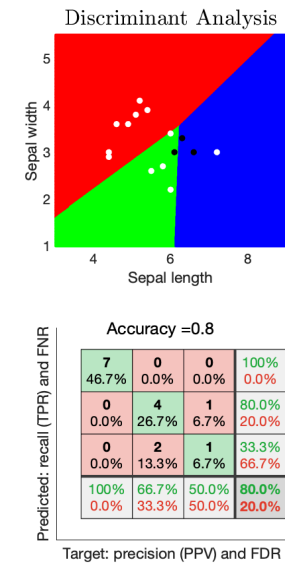 Discriminant Analysis
5
4
3
2
1
Sepal width
4 6 8
Sepal length
Accuracy =0.8
Predicted: recall (TPR) and FNR
7 0 0 100%
46.7% 0.0% 0.0% 0.0%
0 4 1 80.0%
0.0% 26.7% 6.7% 20.0%
0 2 1 33.3%
0.0% 13.3% 6.7% 66.7%
100% 66.7% 50.0% 80.0%
0.0% 33.3% 50.0% 20.0%
Target: precision (PPV) and FDR